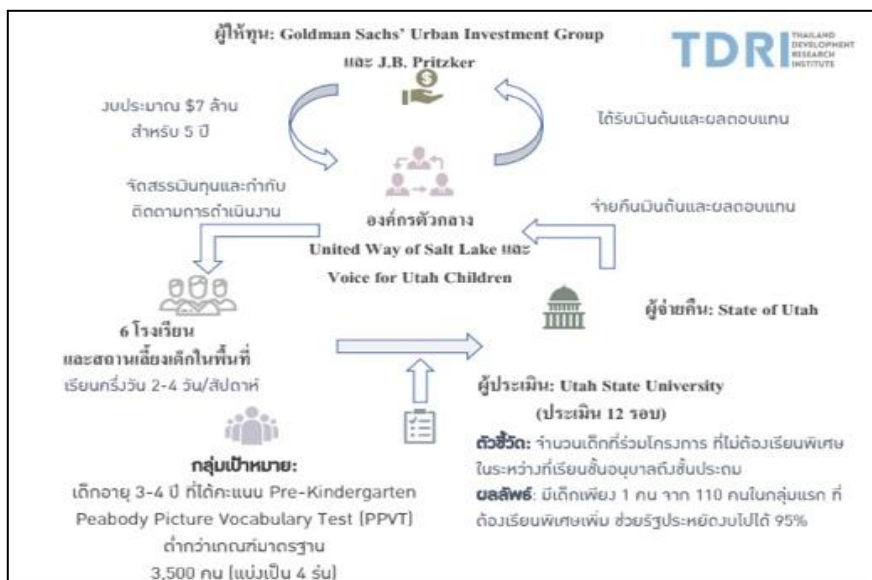 ผู้ให้ทุน: Goldman Sachs' Urban Investment Group
และ J.B. Pritzker
TDRI THAILAND
DEVELOPMENT
RESEARCH
INSTITUTE
งบประมาณ $7 ล้าน
สำหรับ 5 ปี
ได้รับเงินต้นและผลตอบแทน
จัดสรรเงินทุนและกำกับ
ติดตามการดำเนินงาน
องค์กรตัวกลาง
United Way of Salt Lake และ
Voice for Utah Children
จ่ายคืนเงินต้นและผลตอบแทน
6 โรงเรียน
และสถานเลี้ยงเด็กในพื้นที่
เรียนครึ่งวัน 2-4 วัน/สัปดาห์
ผู้จ่ายคืน: State of Utah
ผู้ประเมิน: Utah State University
(ประเมิน 12 รอบ)
ตัวชี้วัด: จำนวนเด็กที่ร่วมโครงการ ที่ไม่ต้องเรียนพิเศษ
ในระหว่างที่เรียนชั้นอนุบาลถึงชั้นประถม
ผลลัพธ์: มีเด็กเพียง 1 คน จาก 110 คนในกลุ่มแรก ที่
ต้องเรียนพิเศษเพิ่ม ช่วยรัฐประหยัดงบไปได้ 95%
กลุ่มเป้าหมาย:
เด็กอายุ 3-4 ปี ที่ได้คะแนน Pre-Kindergarten
Peabody Picture Vocabulary Test (PPVT)
ต่ำกว่าเกณฑ์มาตรฐาน
3,500 คน (แบ่งเป็น 4 รุ่น)